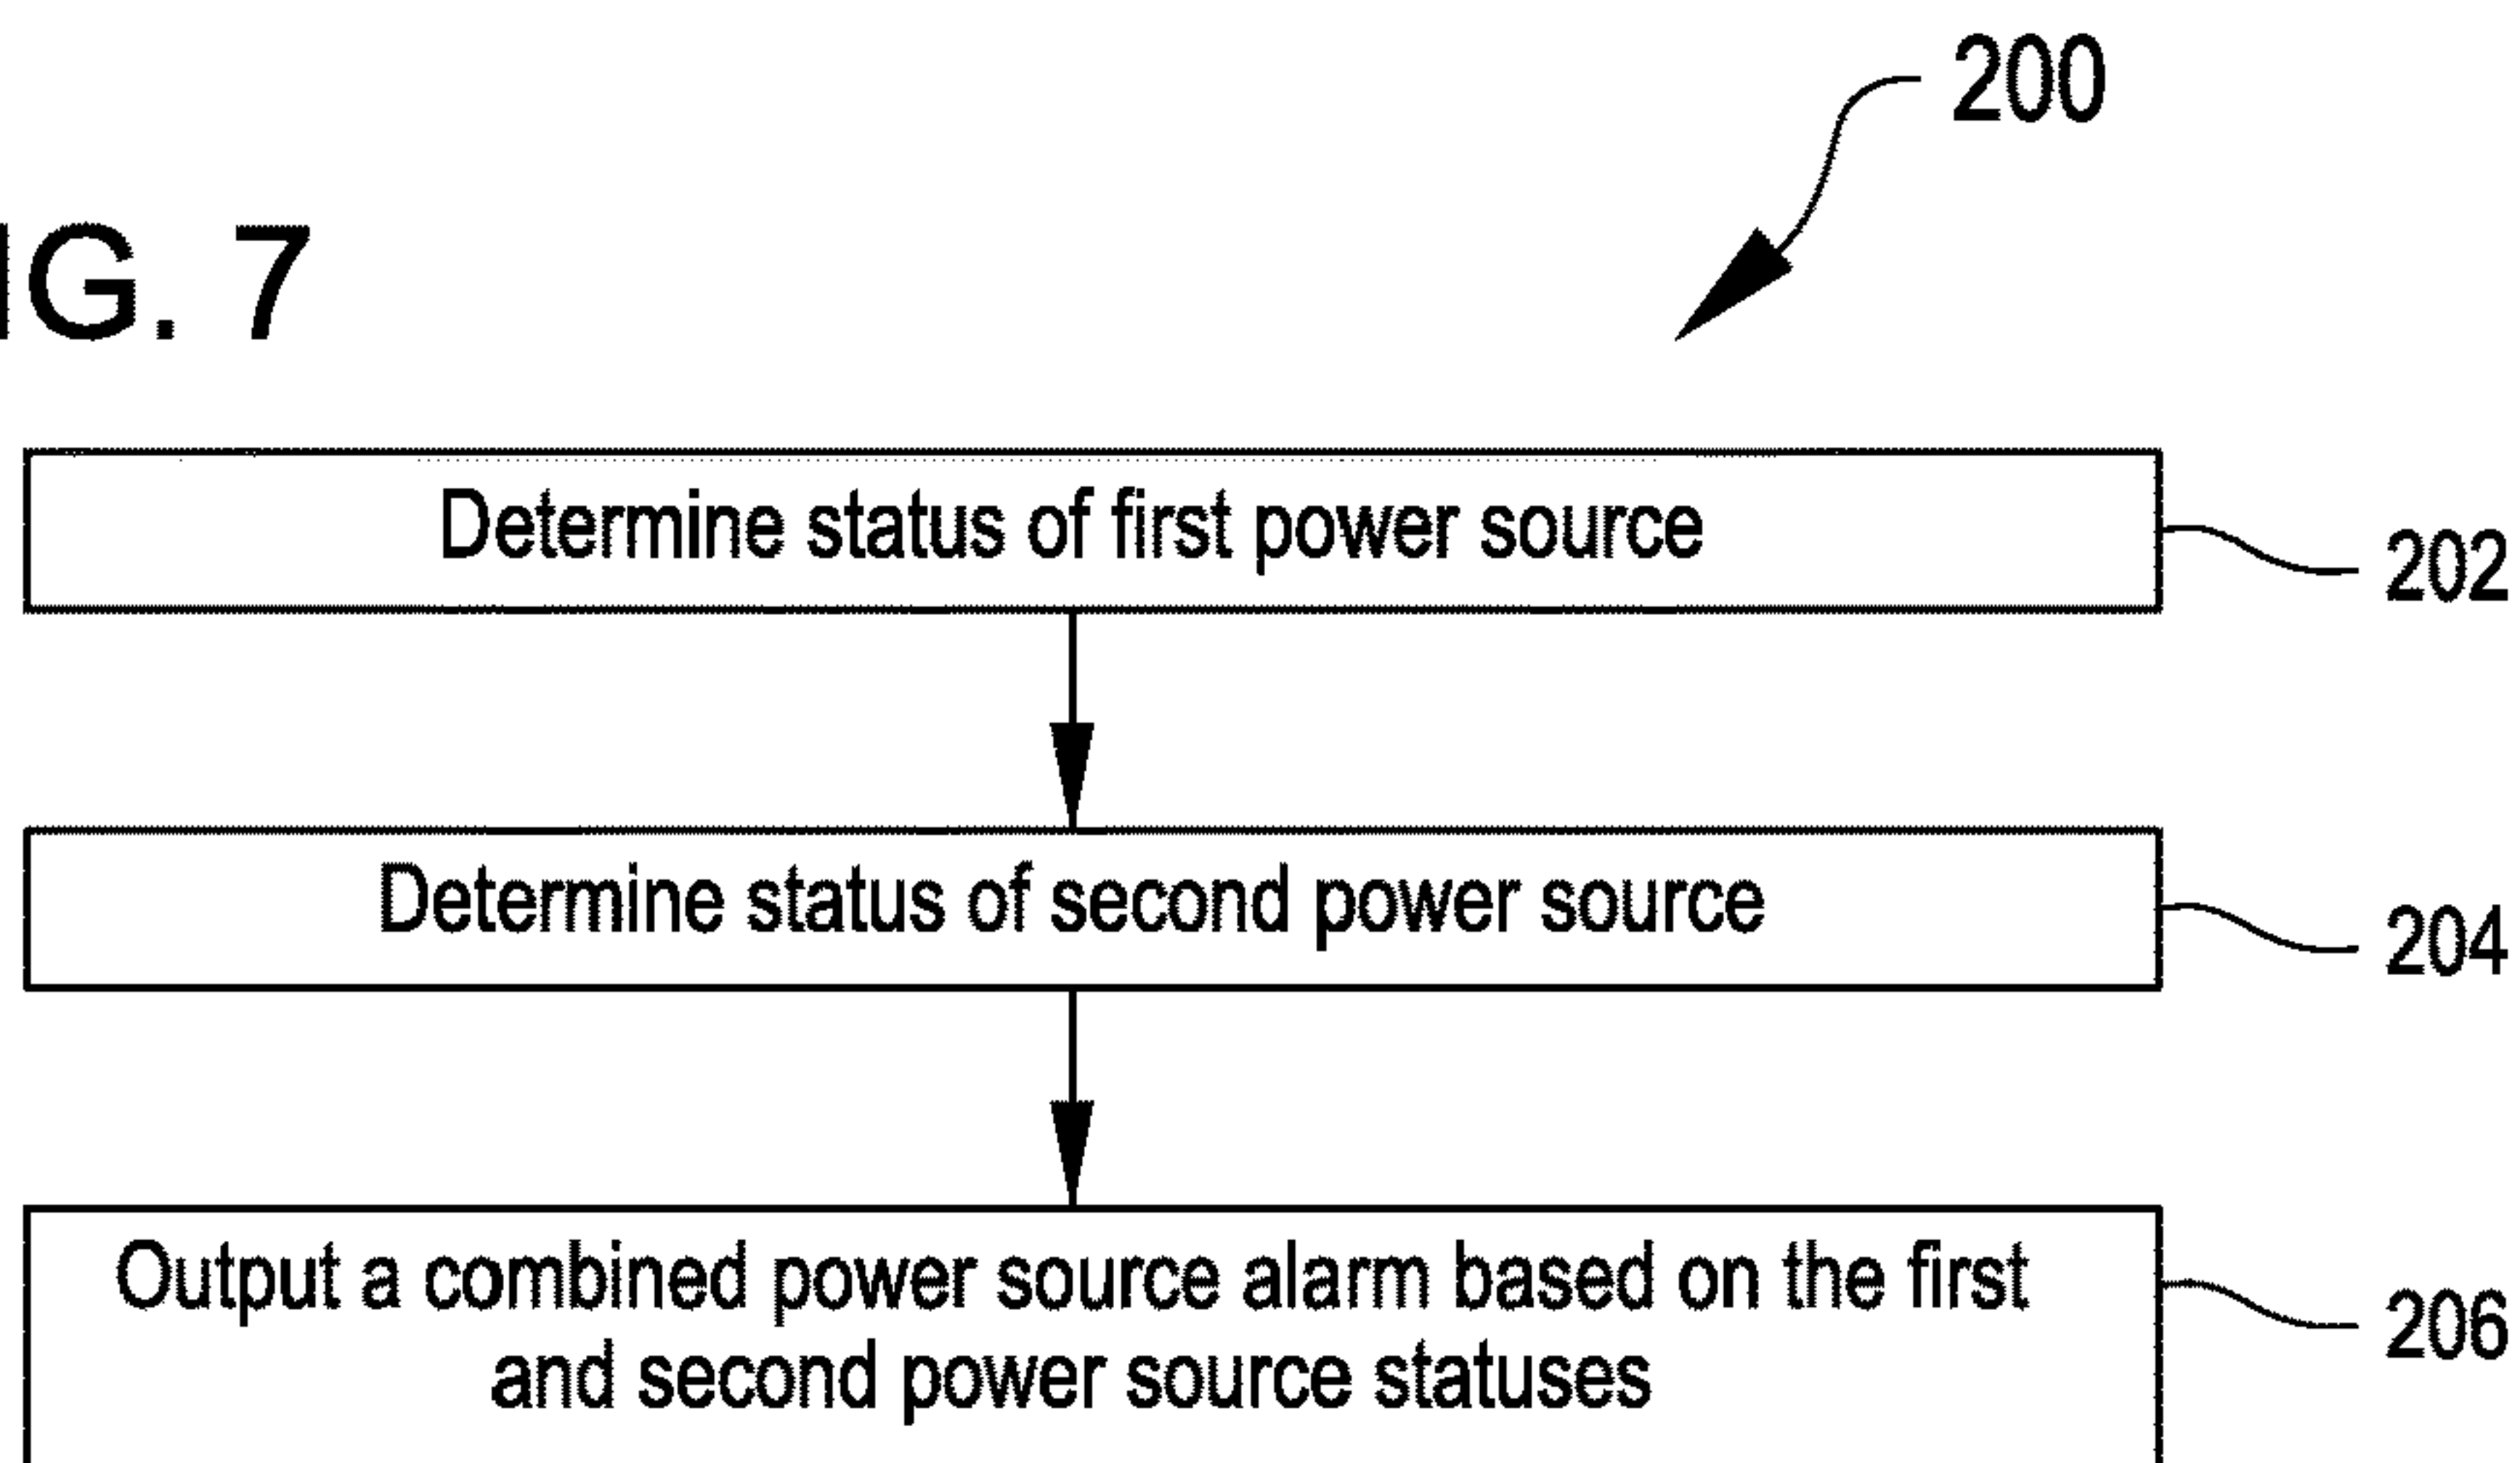 200
IG. 7
Determine status of first power source
202
Determine status of second power source
204
Output a combined power source alarm based on the first
and second power source statuses
206